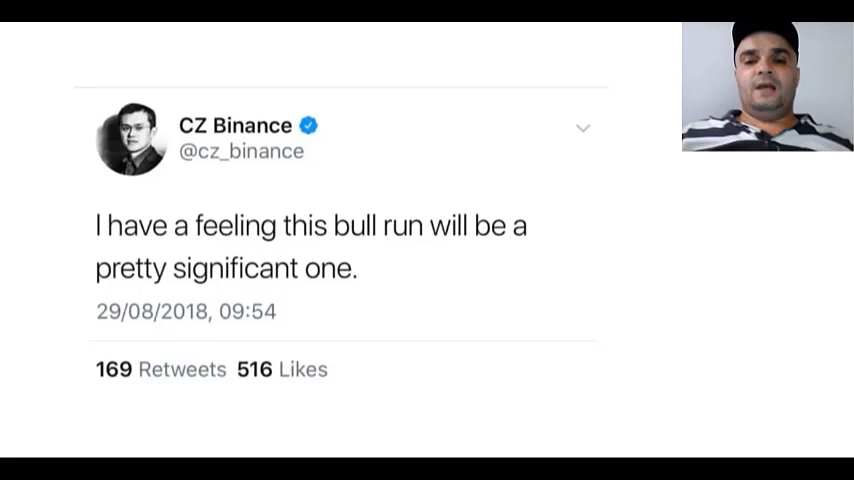 CZ Binance
@cz_binance
I have a feeling this bull run will be a
pretty significant one.
29/08/2018, 09:54
169 Retweets 516 Likes